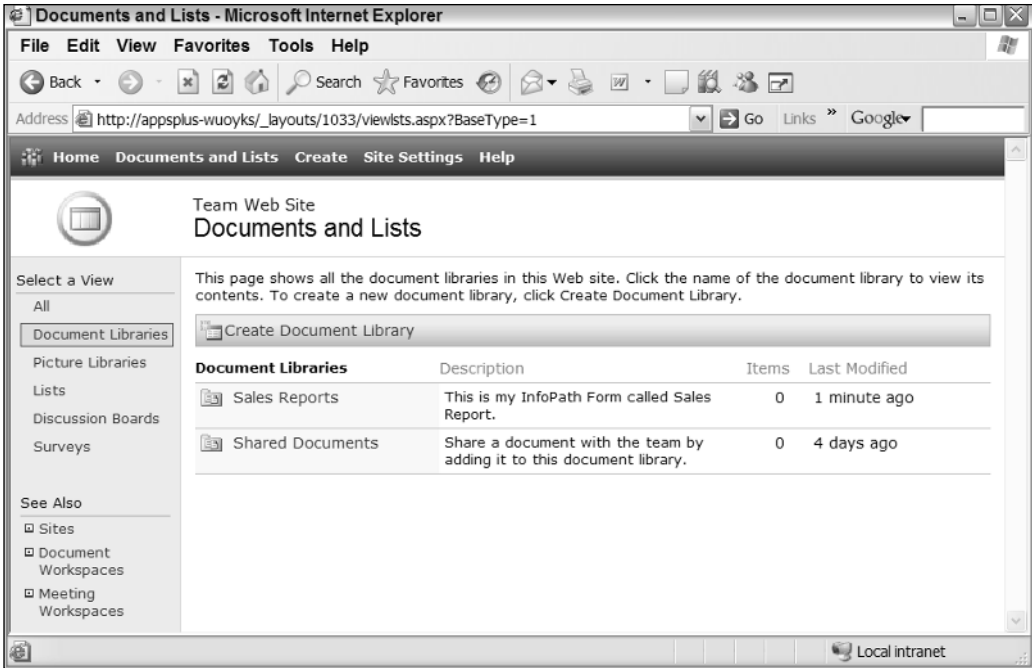 Documents and Lists - Microsoft Internet Explorer
File Edit View Favorites Tools Help
Back Search Favorites W
Address http://appsplus-wuoyks/_layouts/1033/viewlsts.aspx?BaseType=1 Go Links » Google
Home Documents and Lists Create Site Settings Help
Team Web Site
Documents and Lists
Select a View
All
Document Libraries
Picture Libraries
Lists
Discussion Boards
Surveys
See Also
Sites
Document
Workspaces
Meeting
Workspaces
This page shows all the document libraries in this Web site. Click the name of the document library to view its
contents. To create a new document library, click Create Document Library.
Create Document Library
Document Libraries Description Items Last Modified
Sales Reports This is my InfoPath Form called Sales 0 1 minute ago
Report.
Shared Documents Share a document with the team by 0 4 days ago
adding it to this document library.
Local intranet